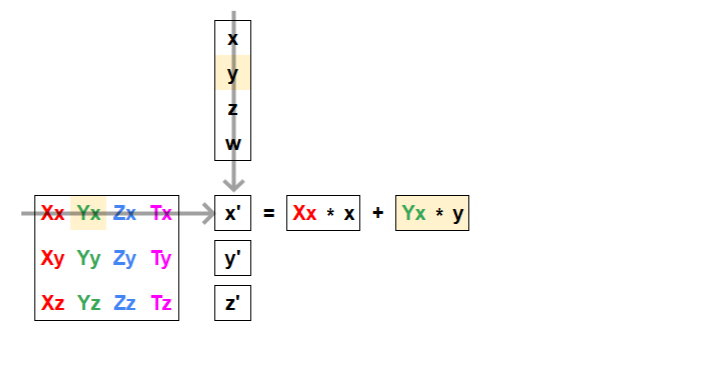 x
y
z
w
Xx Yx Zx Tx x' = Xx * x + Yx * y
Xy Yy Zy Ty y'
Xz Yz Zz Tz z'